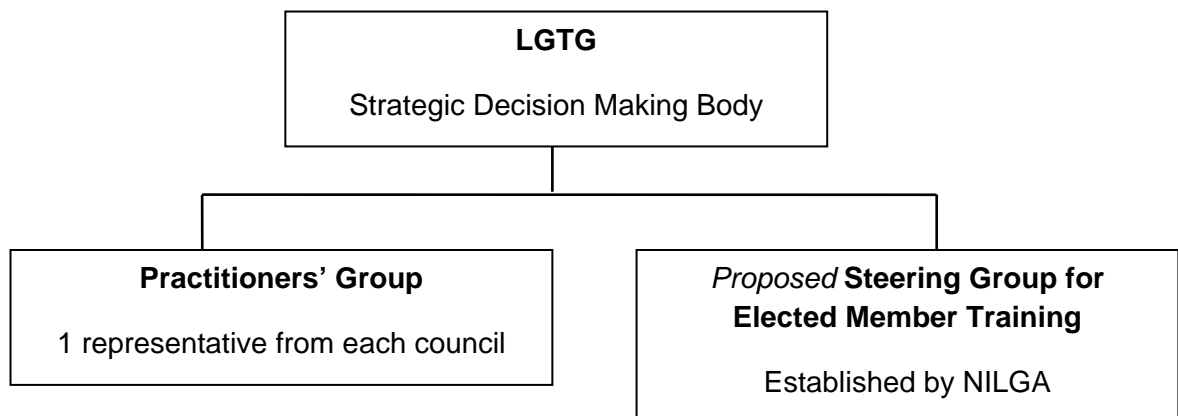 LGTG
Strategic Decision Making Body
Practitioners’ Group
1 representative from each council
Proposed Steering Group for
Elected Member Training
Established by NILGA